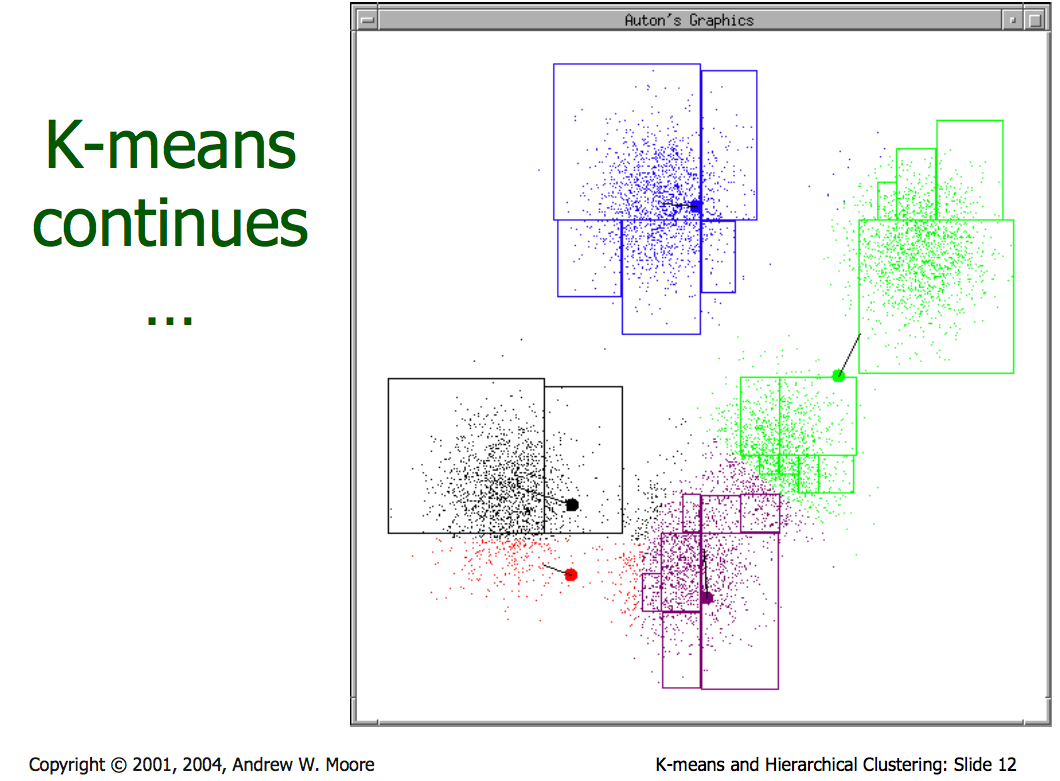 Auton's Graphics
K-means
continues
...
Copyright © 2001, 2004, Andrew W. Moore
K-means and Hierarchical Clustering: Slide 12